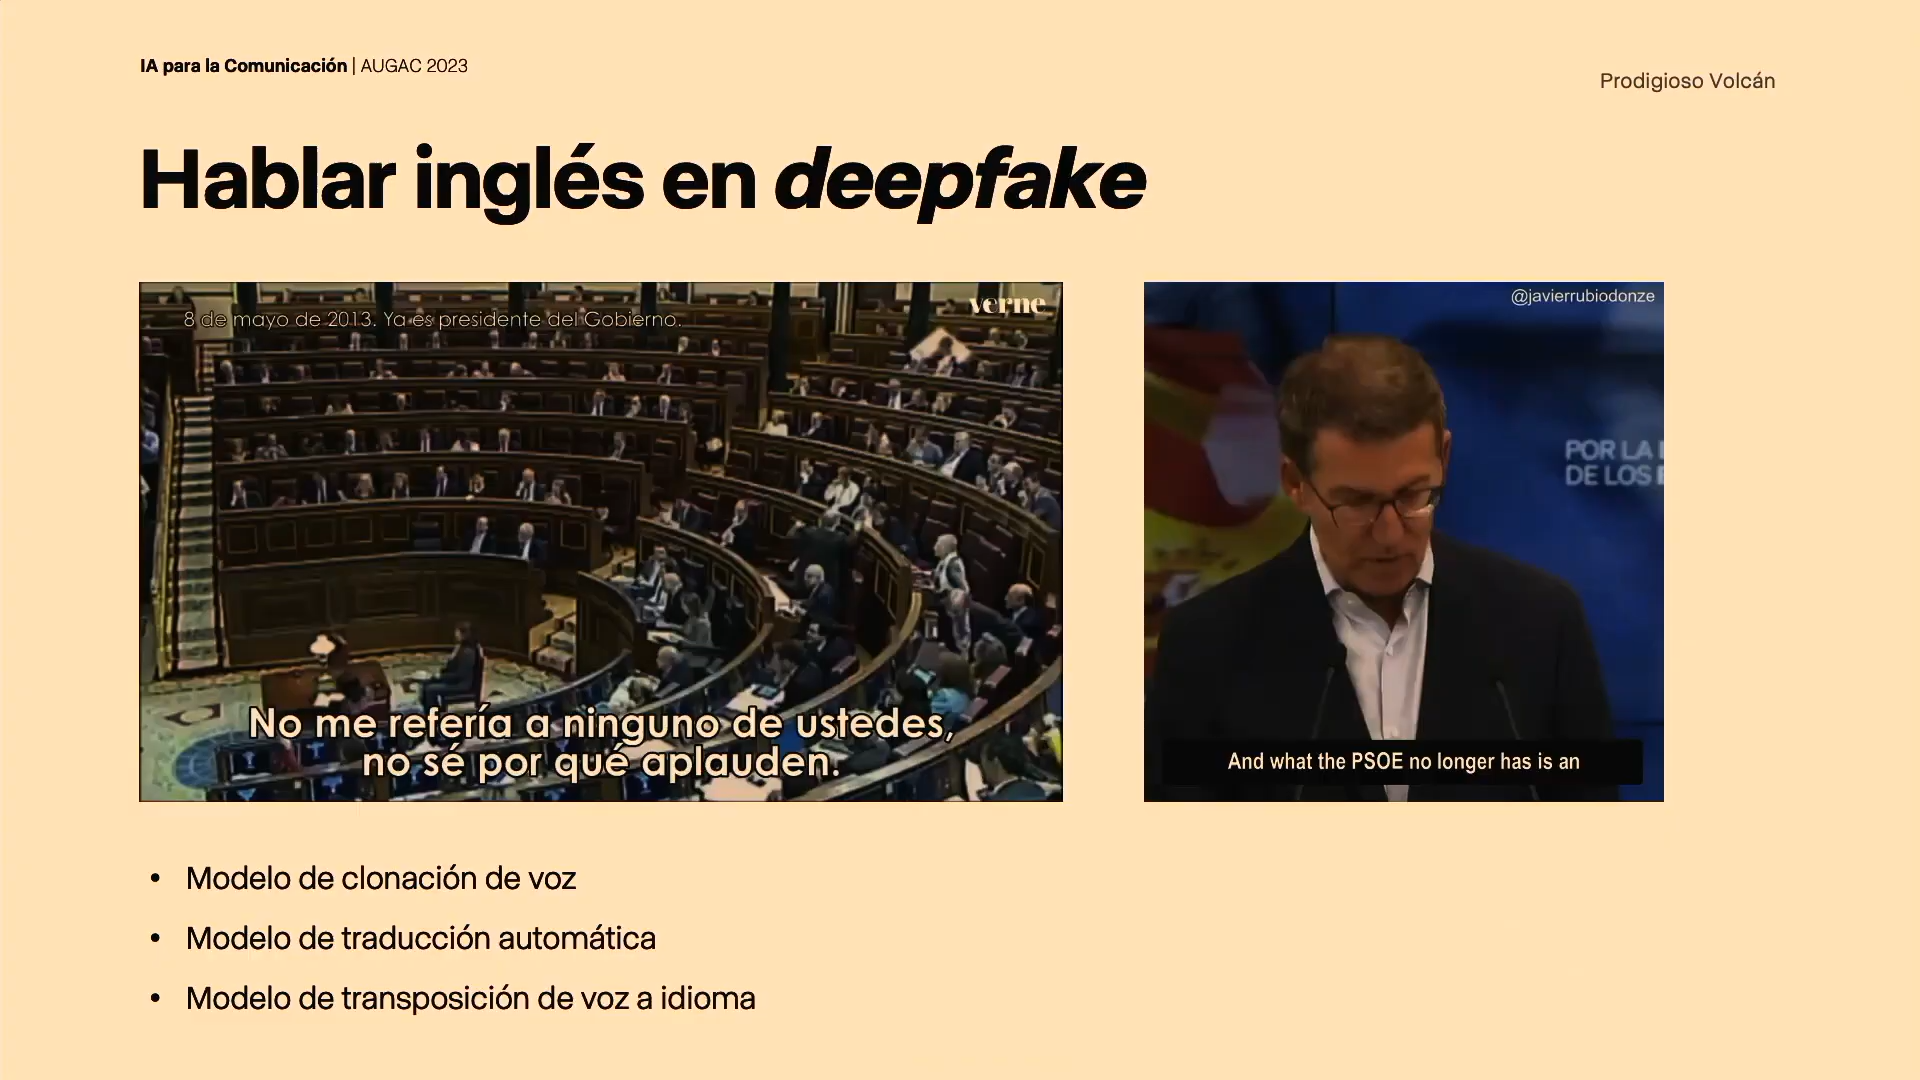 IA para la Comunicación | AUGAC 2023
Prodigioso Volcán
Hablar inglés en deepfake
8 de mayo de 2013. Ya es presidente del Gobierno.
verne
No me refería a ninguno de ustedes,
no sé por qué aplauden.
@javierrubiodonze
POR LA
DE LOS
And what the PSOE no longer has is an
• Modelo de clonación de voz
• Modelo de traducción automática
• Modelo de transposición de voz a idioma